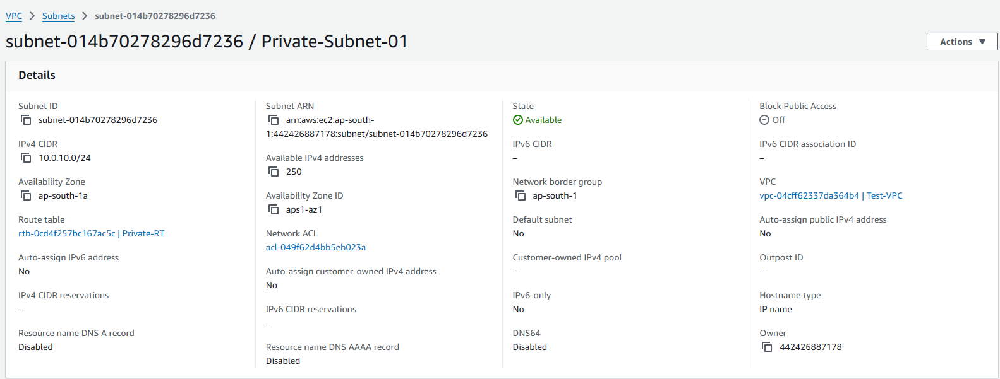 VPC > Subnets > subnet-014b70278296d7236
subnet-014b70278296d7236 / Private-Subnet-01
Actions
Details
Subnet ID
subnet-014b70278296d7236
IPv4 CIDR
10.0.10.0/24
Availability Zone
ap-south-1a
Route table
rtb-0cd4f257bc167ac5c | Private-RT
Auto-assign IPv6 address
No
IPv4 CIDR reservations
–
Resource name DNS A record
Disabled
Subnet ARN
arn:aws:ec2:ap-south-
1:442426887178:subnet/subnet-014b70278296d7236
Available IPv4 addresses
250
Availability Zone ID
aps1-az1
Network ACL
acl-049f62d4bb5eb023a
Auto-assign customer-owned IPv4 address
No
IPv6 CIDR reservations
–
Resource name DNS AAAA record
Disabled
State
Available
IPv6 CIDR
–
Network border group
ap-south-1
Default subnet
No
Customer-owned IPv4 pool
–
IPv6-only
No
DNS64
Disabled
Block Public Access
Off
IPv6 CIDR association ID
–
VPC
vpc-04cff62337da364b4 | Test-VPC
Auto-assign public IPv4 address
No
Outpost ID
–
Hostname type
IP name
Owner
442426887178